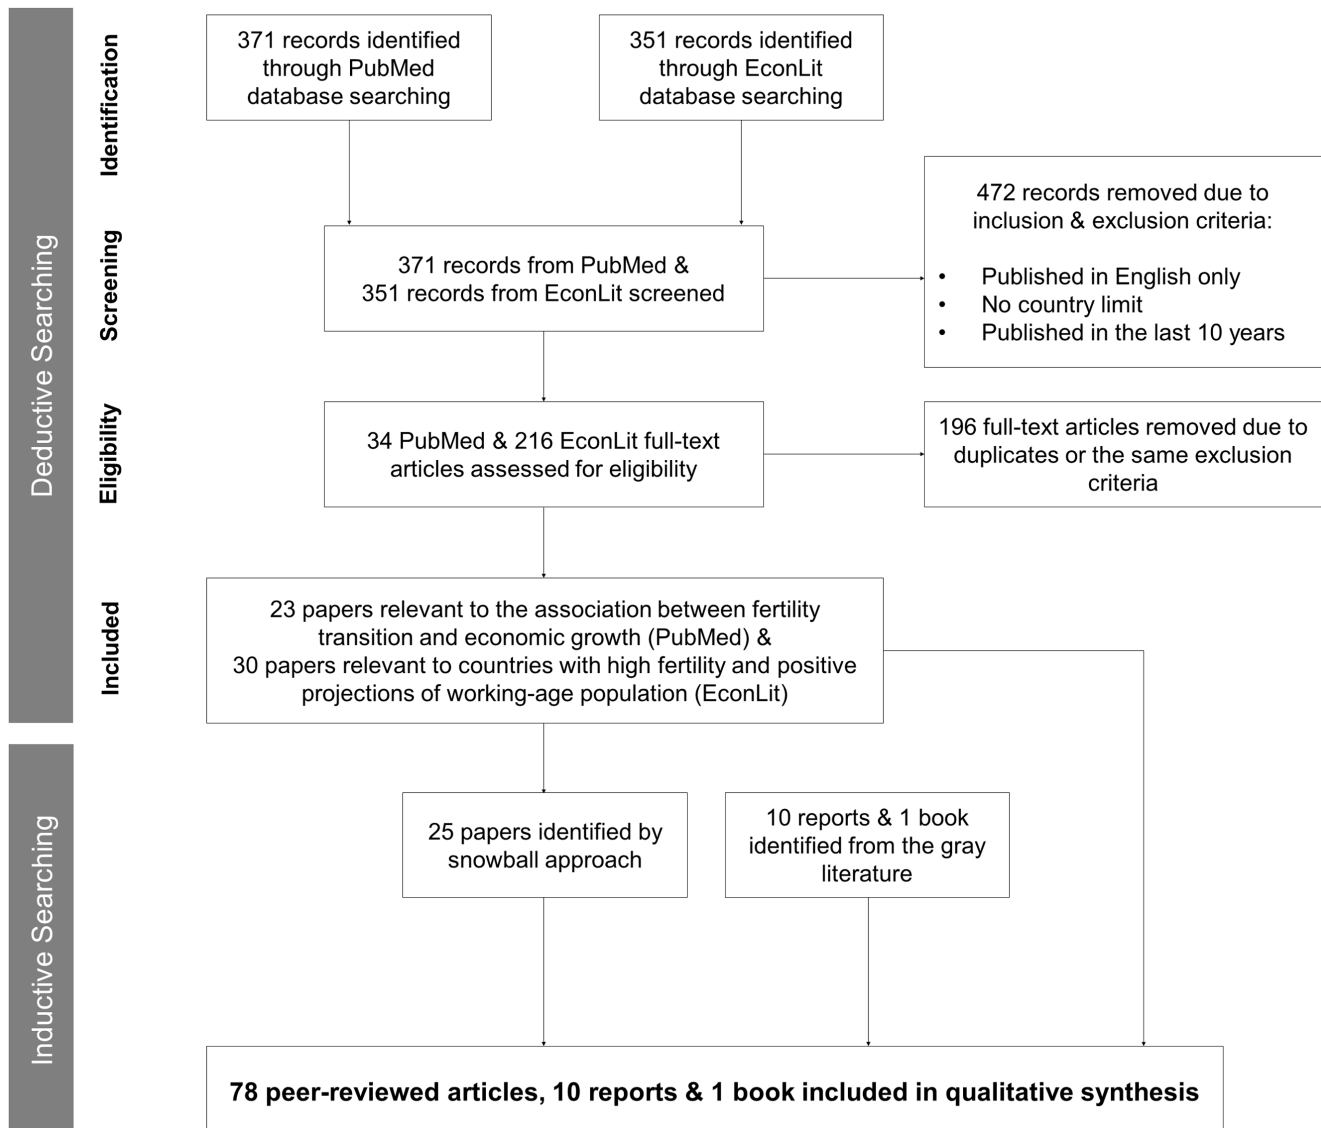 Deductive Searching
Identification
371 records identified
through PubMed
database searching
351 records identified
through EconLit
database searching
Screening
371 records from PubMed &
351 records from EconLit screened
472 records removed due to
inclusion & exclusion criteria:
• Published in English only
• No country limit
• Published in the last 10 years
Eligibility
34 PubMed & 216 EconLit full-text
articles assessed for eligibility
196 full-text articles removed due to
duplicates or the same exclusion
criteria
Included
23 papers relevant to the association between fertility
transition and economic growth (PubMed) &
30 papers relevant to countries with high fertility and positive
projections of working-age population (EconLit)
Inductive Searching
25 papers identified by
snowball approach
10 reports & 1 book
identified from the gray
literature
78 peer-reviewed articles, 10 reports & 1 book included in qualitative synthesis